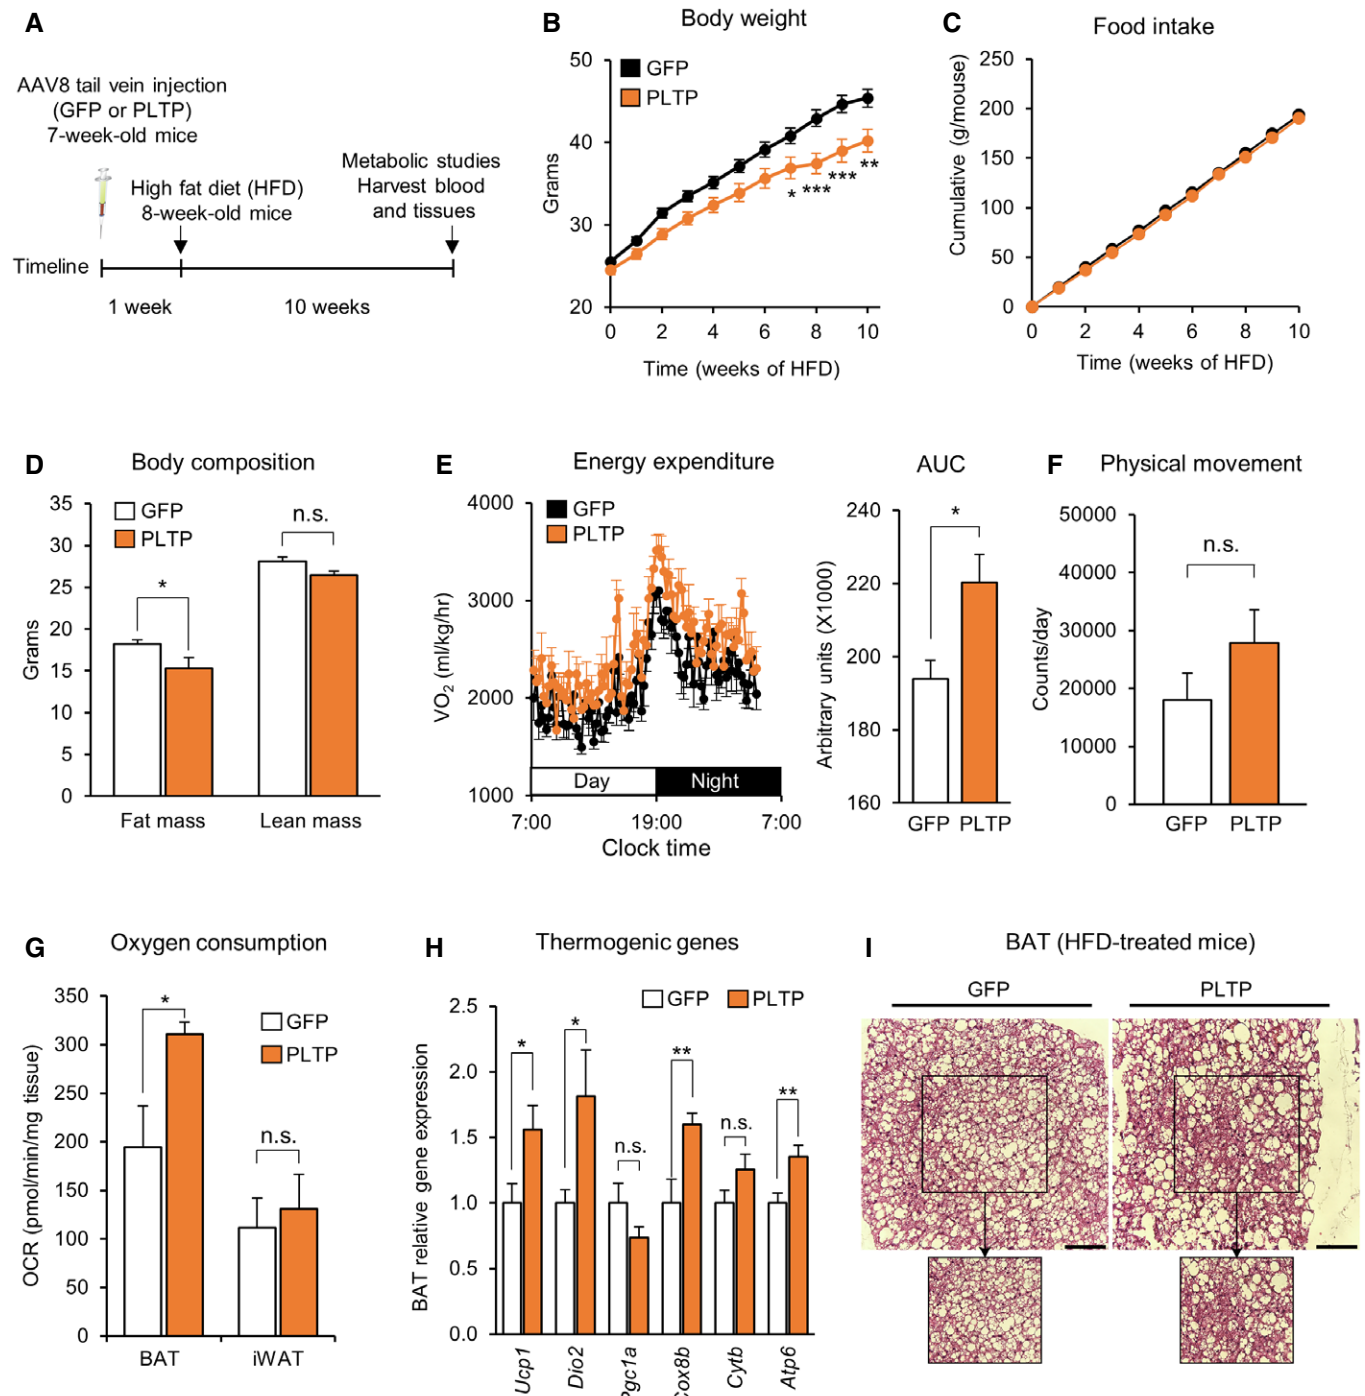 A
AAV8 tail vein injection
(GFP or PLTP)
7-week-old mice
High fat diet (HFD)
8-week-old mice
Metabolic studies
Harvest blood
and tissues
Timeline
1 week
10 weeks
B
Body weight
GFP
PLTP
50
40
30
20
Grams
*
***
***
**
0 2 4 6 8 10
Time (weeks of HFD)
C
Food intake
250
200
150
100
50
0
Cumulative (g/mouse)
0 2 4 6 8 10
Time (weeks of HFD)
D
Body composition
GFP
PLTP
35
30
25
20
15
10
5
0
Grams
*
n.s.
Fat mass Lean mass
E
Energy expenditure
GFP
PLTP
4000
3000
2000
1000
VO2 (ml/kg/hr)
Day Night
7:00 19:00 7:00
Clock time
AUC
240
220
200
180
160
Arbitrary units (X1000)
*
GFP PLTP
F
Physical movement
50000
40000
30000
20000
10000
0
Counts/day
n.s.
GFP PLTP
G
Oxygen consumption
GFP
PLTP
350
300
250
200
150
100
50
0
OCR (pmol/min/mg tissue)
*
n.s.
BAT iWAT
H
Thermogenic genes
GFP PLTP
2.5
2.0
1.5
1.0
0.5
0.0
BAT relative gene expression
*
*
n.s.
**
n.s.
**
Ucp1
Dio2
Pgc1a
Cox8b
Cytb
Atp6
I
BAT (HFD-treated mice)
GFP PLTP